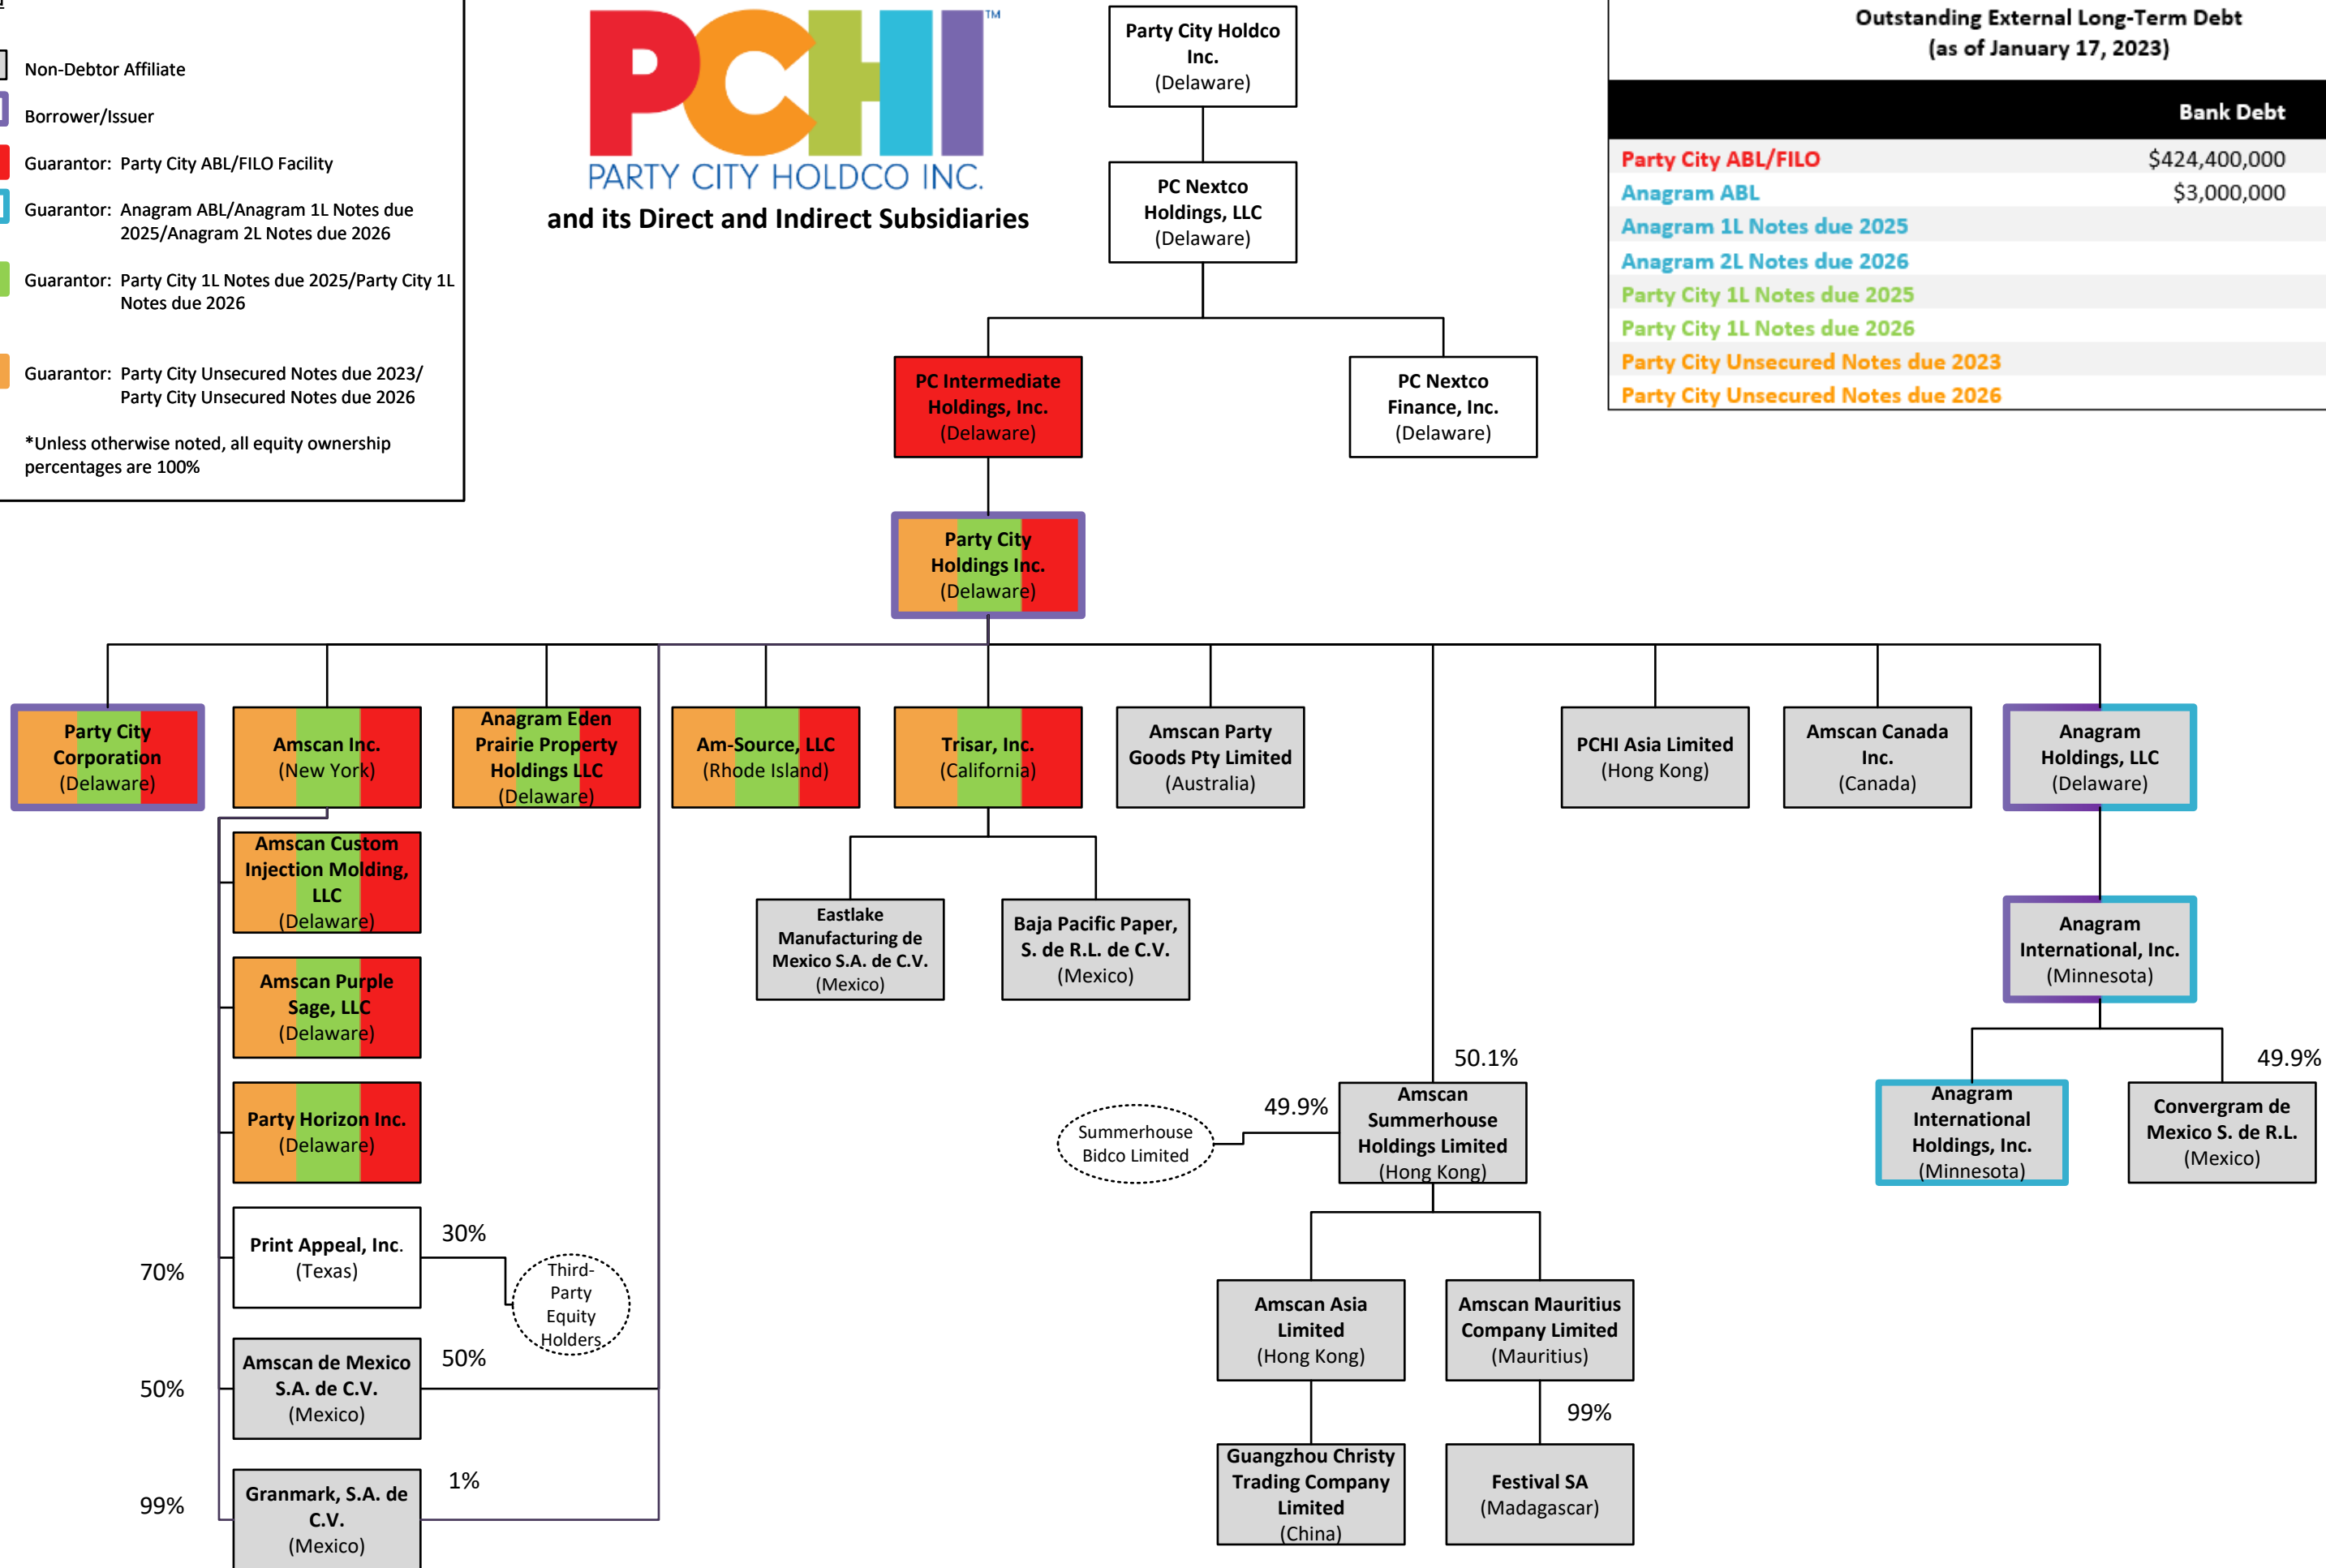 Non-Debtor Affiliate
Borrower/Issuer
Guarantor: Party City ABL/FILO Facility
Guarantor: Anagram ABL/Anagram 1L Notes due
2025/Anagram 2L Notes due 2026
Guarantor: Party City 1L Notes due 2025/Party City 1L
Notes due 2026
Guarantor: Party City Unsecured Notes due 2023/
Party City Unsecured Notes due 2026
*Unless otherwise noted, all equity ownership
percentages are 100%
PCHI™
PARTY CITY HOLDCO INC.
and its Direct and Indirect Subsidiaries
Party City Holdco
Inc.
(Delaware)
PC Nextco
Holdings, LLC
(Delaware)
Outstanding External Long-Term Debt
(as of January 17, 2023)
Bank Debt
Party City ABL/FILO $424,400,000
Anagram ABL $3,000,000
Anagram 1L Notes due 2025
Anagram 2L Notes due 2026
Party City 1L Notes due 2025
Party City 1L Notes due 2026
Party City Unsecured Notes due 2023
Party City Unsecured Notes due 2026
PC Intermediate
Holdings, Inc.
(Delaware)
PC Nextco
Finance, Inc.
(Delaware)
Party City
Holdings Inc.
(Delaware)
Party City
Corporation
(Delaware)
Amscan Inc.
(New York)
Anagram Eden
Prairie Property
Holdings LLC
(Delaware)
Am-Source, LLC
(Rhode Island)
Trisar, Inc.
(California)
Amscan Party
Goods Pty Limited
(Australia)
PCHI Asia Limited
(Hong Kong)
Amscan Canada
Inc.
(Canada)
Anagram
Holdings, LLC
(Delaware)
Amscan Custom
Injection Molding,
LLC
(Delaware)
Eastlake
Manufacturing de
Mexico S.A. de C.V.
(Mexico)
Baja Pacific Paper,
S. de R.L. de C.V.
(Mexico)
Anagram
International, Inc.
(Minnesota)
Amscan Purple
Sage, LLC
(Delaware)
Party Horizon Inc.
(Delaware)
Summerhouse
Bidco Limited
49.9%
50.1%
Amscan
Summerhouse
Holdings Limited
(Hong Kong)
Anagram
International
Holdings, Inc.
(Minnesota)
49.9%
Convergram de
Mexico S. de R.L.
(Mexico)
70%
Print Appeal, Inc.
(Texas)
30%
Third-
Party
Equity
Holders
50%
Amscan de Mexico
S.A. de C.V.
(Mexico)
50%
Amscan Asia
Limited
(Hong Kong)
Amscan Mauritius
Company Limited
(Mauritius)
99%
99%
Granmark, S.A. de
C.V.
(Mexico)
1%
Guangzhou Christy
Trading Company
Limited
(China)
Festival SA
(Madagascar)